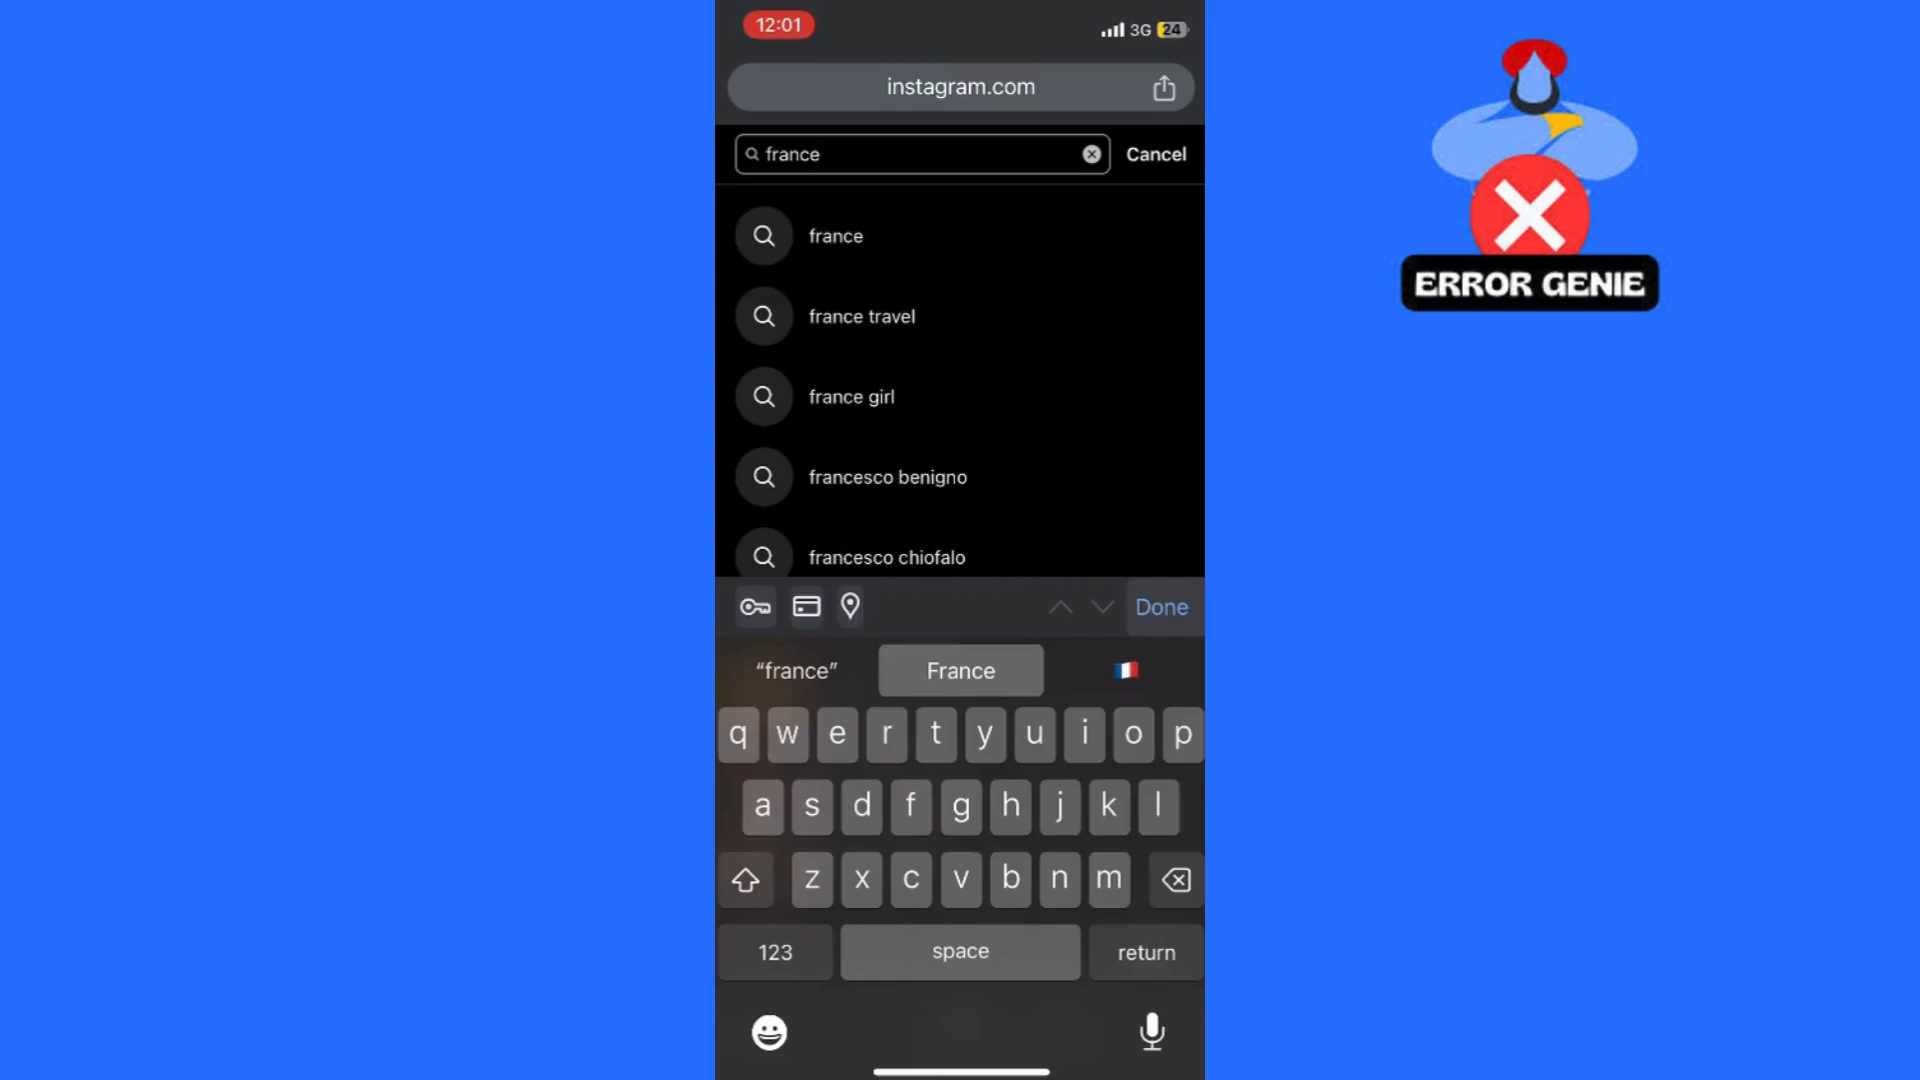 12:01
3G 24
instagram.com
france
Cancel
france
france travel
france girl
francesco benigno
francesco chiofalo
Done
“france” France
q w e r t y u i o p
a s d f g h j k l
z x c v b n m
123 space return
ERROR GENIE